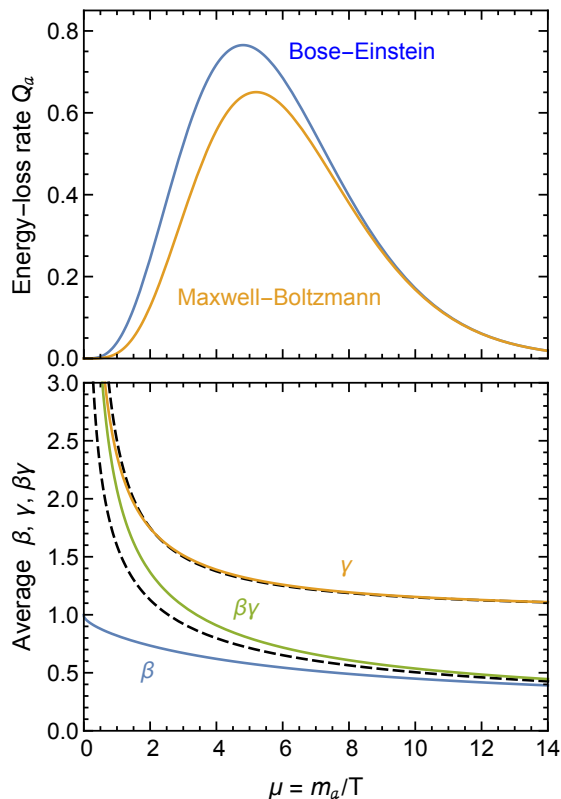 Energy−loss rate Qₐ
0.8
0.6
0.4
0.2
0.0
Bose−Einstein
Maxwell−Boltzmann
Average β, γ, βγ
3.0
2.5
2.0
1.5
1.0
0.5
0.0
γ
βγ
β
0 2 4 6 8 10 12 14
μ = mₐ/T